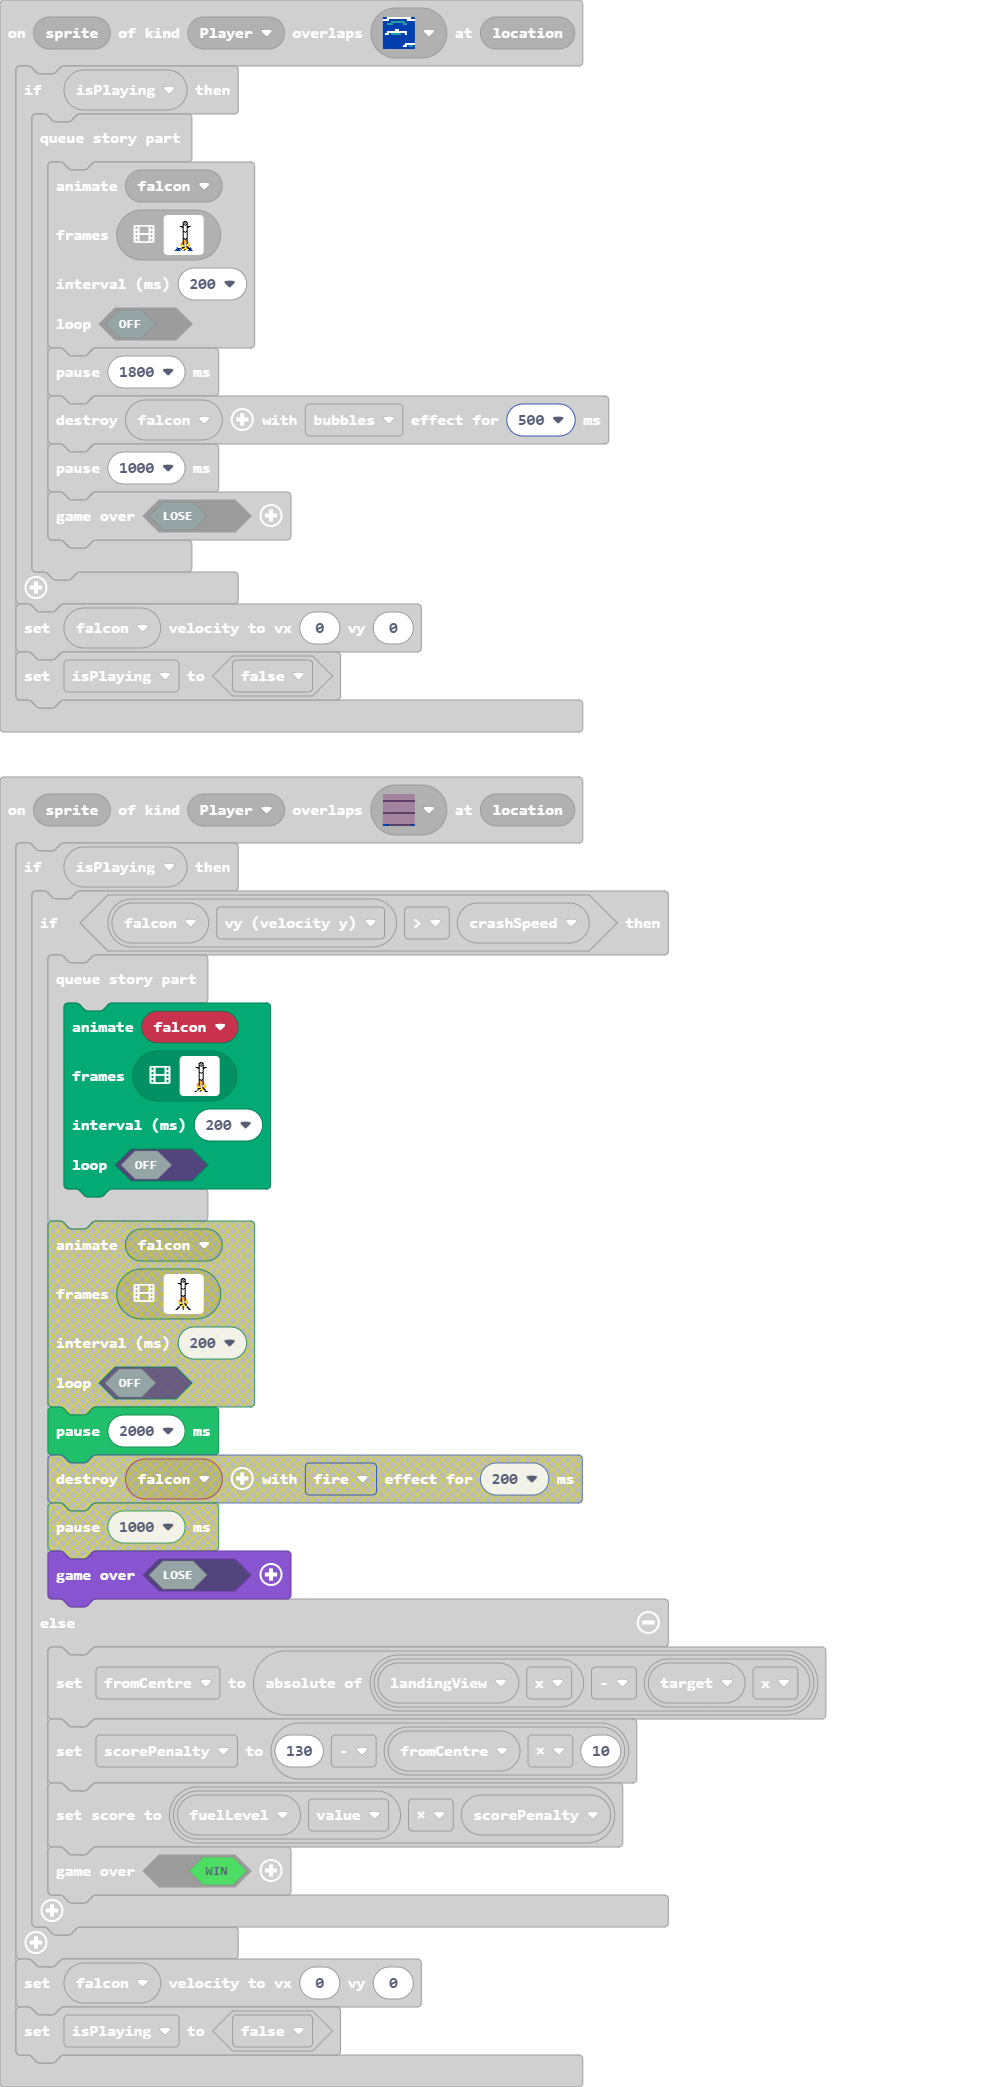 on sprite of kind Player overlaps at location
if isPlaying then
queue story part
animate falcon
frames
interval (ms) 200
loop OFF
pause 1800 ms
destroy falcon with bubbles effect for 500 ms
pause 1000 ms
game over LOSE
set falcon velocity to vx 0 vy 0
set isPlaying to false
on sprite of kind Player overlaps at location
if isPlaying then
if falcon vy (velocity y) > crashSpeed then
queue story part
animate falcon
frames
interval (ms) 200
loop OFF
animate falcon
frames
interval (ms) 200
loop OFF
pause 2000 ms
destroy falcon with fire effect for 200 ms
pause 1000 ms
game over LOSE
else
set fromCentre to absolute of landingView x - target x
set scorePenalty to 130 - fromCentre × 10
set score to fuelLevel value × scorePenalty
game over WIN
set falcon velocity to vx 0 vy 0
set isPlaying to false